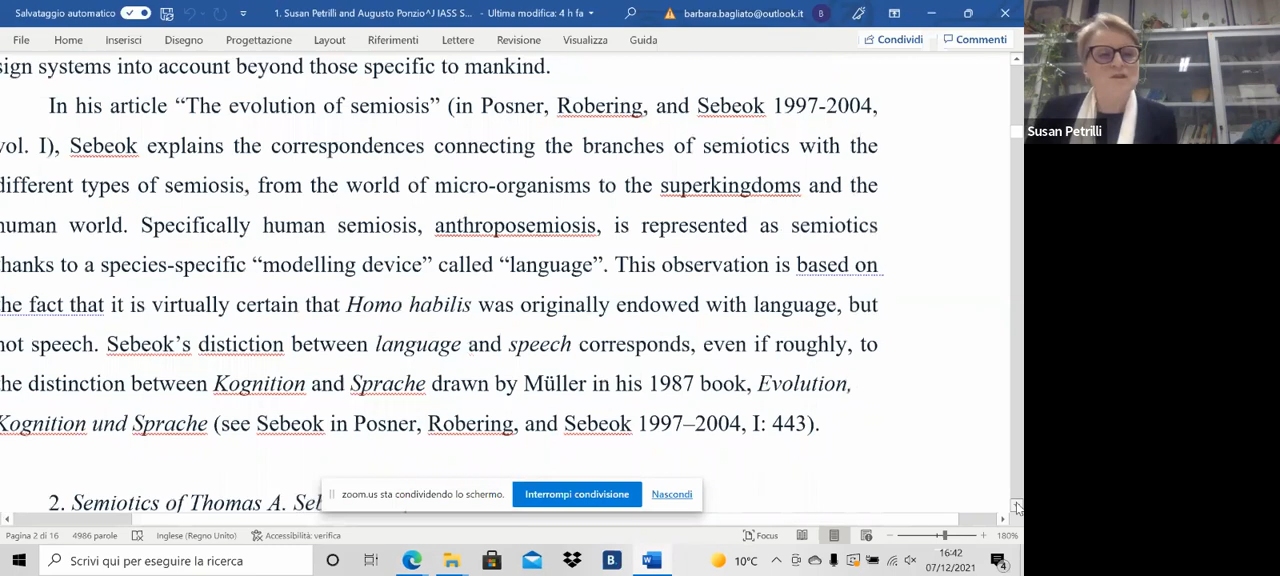 Salvataggio automatico
1. Susan Petrilli and Augusto Ponzio^J IASS S... - Ultima modifica: 4 h fa
barbara.bagliato@outlook.it B
File Home Inserisci Disegno Progettazione Layout Riferimenti Lettere Revisione Visualizza Guida Condividi Commenti
sign systems into account beyond those specific to mankind.
In his article “The evolution of semiosis” (in Posner, Robering, and Sebeok 1997-2004,
vol. I), Sebeok explains the correspondences connecting the branches of semiotics with the
different types of semiosis, from the world of micro-organisms to the superkingdoms and the
human world. Specifically human semiosis, anthroposemiosis, is represented as semiotics
thanks to a species-specific “modelling device” called “language”. This observation is based on
the fact that it is virtually certain that Homo habilis was originally endowed with language, but
not speech. Sebeok’s distiction between language and speech corresponds, even if roughly, to
the distinction between Kognition and Sprache drawn by Müller in his 1987 book, Evolution,
Kognition und Sprache (see Sebeok in Posner, Robering, and Sebeok 1997–2004, I: 443).
2. Semiotics of Thomas A. Seb
zoom.us sta condividendo lo schermo. Interrompi condivisione Nascondi
Pagina 2 di 16 4986 parole Inglese (Regno Unito) Accessibilità: verifica Focus 180%
Scrivi qui per eseguire la ricerca
B.
10°C
16:42
07/12/2021
4
Susan Petrilli